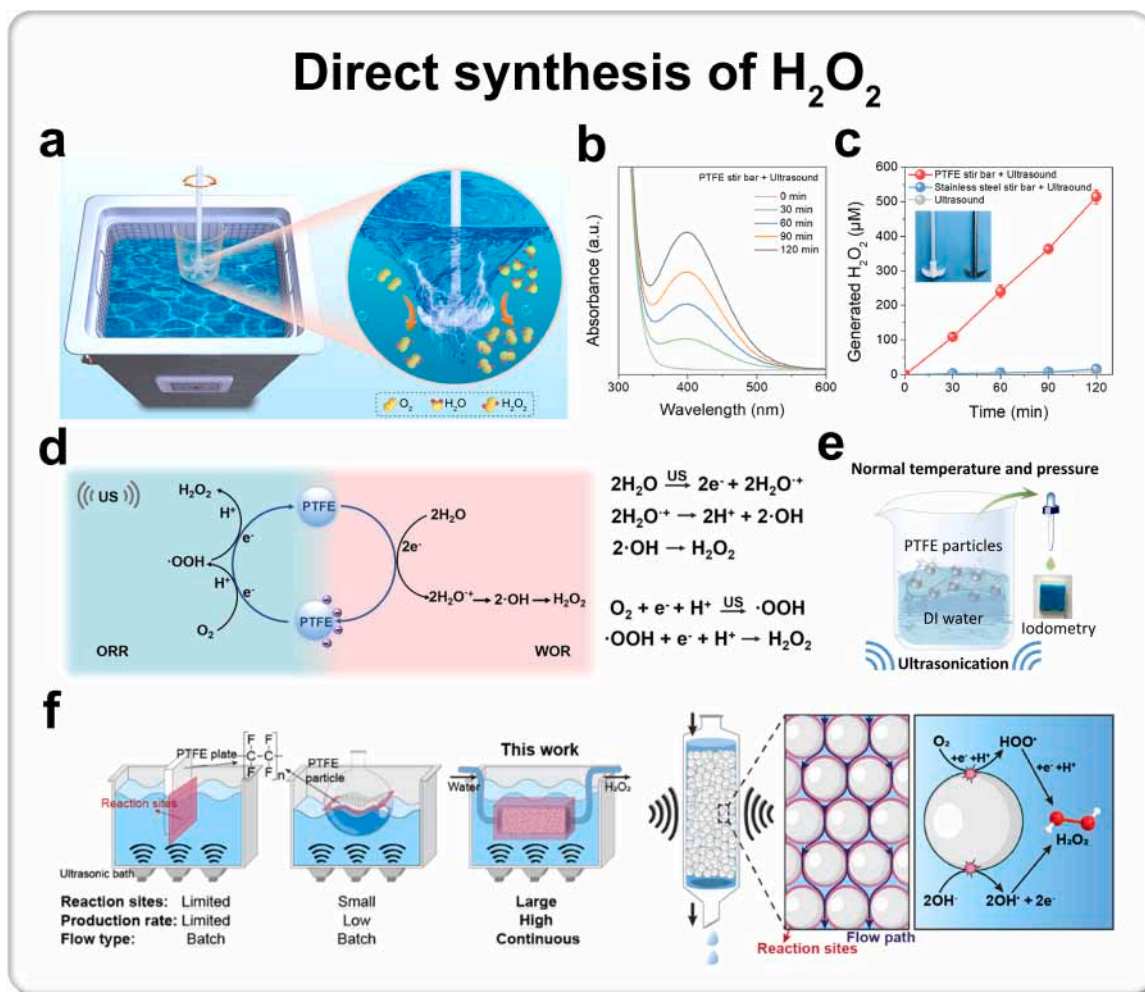 Direct synthesis of H₂O₂
a
O₂ H₂O H₂O₂
b
PTFE stir bar + Ultrasound
0 min
30 min
60 min
90 min
120 min
Absorbance (a.u.)
300 400 500 600
Wavelength (nm)
c
PTFE stir bar + Ultrasound
Stainless steel stir bar + Ultraound
Ultrasound
Generated H₂O₂ (µM)
600
500
400
300
200
100
0
0 30 60 90 120
Time (min)
d
US
H₂O₂
H⁺
e⁻
·OOH
H⁺
e⁻
O₂
ORR
PTFE
PTFE
2H₂O
2e⁻
2H₂O·⁺ → 2·OH → H₂O₂
WOR
2H₂O US → 2e⁻ + 2H₂O·⁺
2H₂O·⁺ → 2H⁺ + 2·OH
2·OH → H₂O₂
O₂ + e⁻ + H⁺ US → ·OOH
·OOH + e⁻ + H⁺ → H₂O₂
e
Normal temperature and pressure
PTFE particles
DI water
Iodometry
Ultrasonication
f
PTFE plate
F F
C C
F F n
PTFE particle
Reaction sites
This work
Water
H₂O₂
Ultrasonic bath
Reaction sites: Limited Small Large
Production rate: Limited Low High
Flow type: Batch Batch Continuous
Flow path
Reaction sites
O₂ +e⁻ +H⁺ HOO•
+e⁻ +H⁺
H₂O₂
2OH⁻ 2OH• + 2e⁻